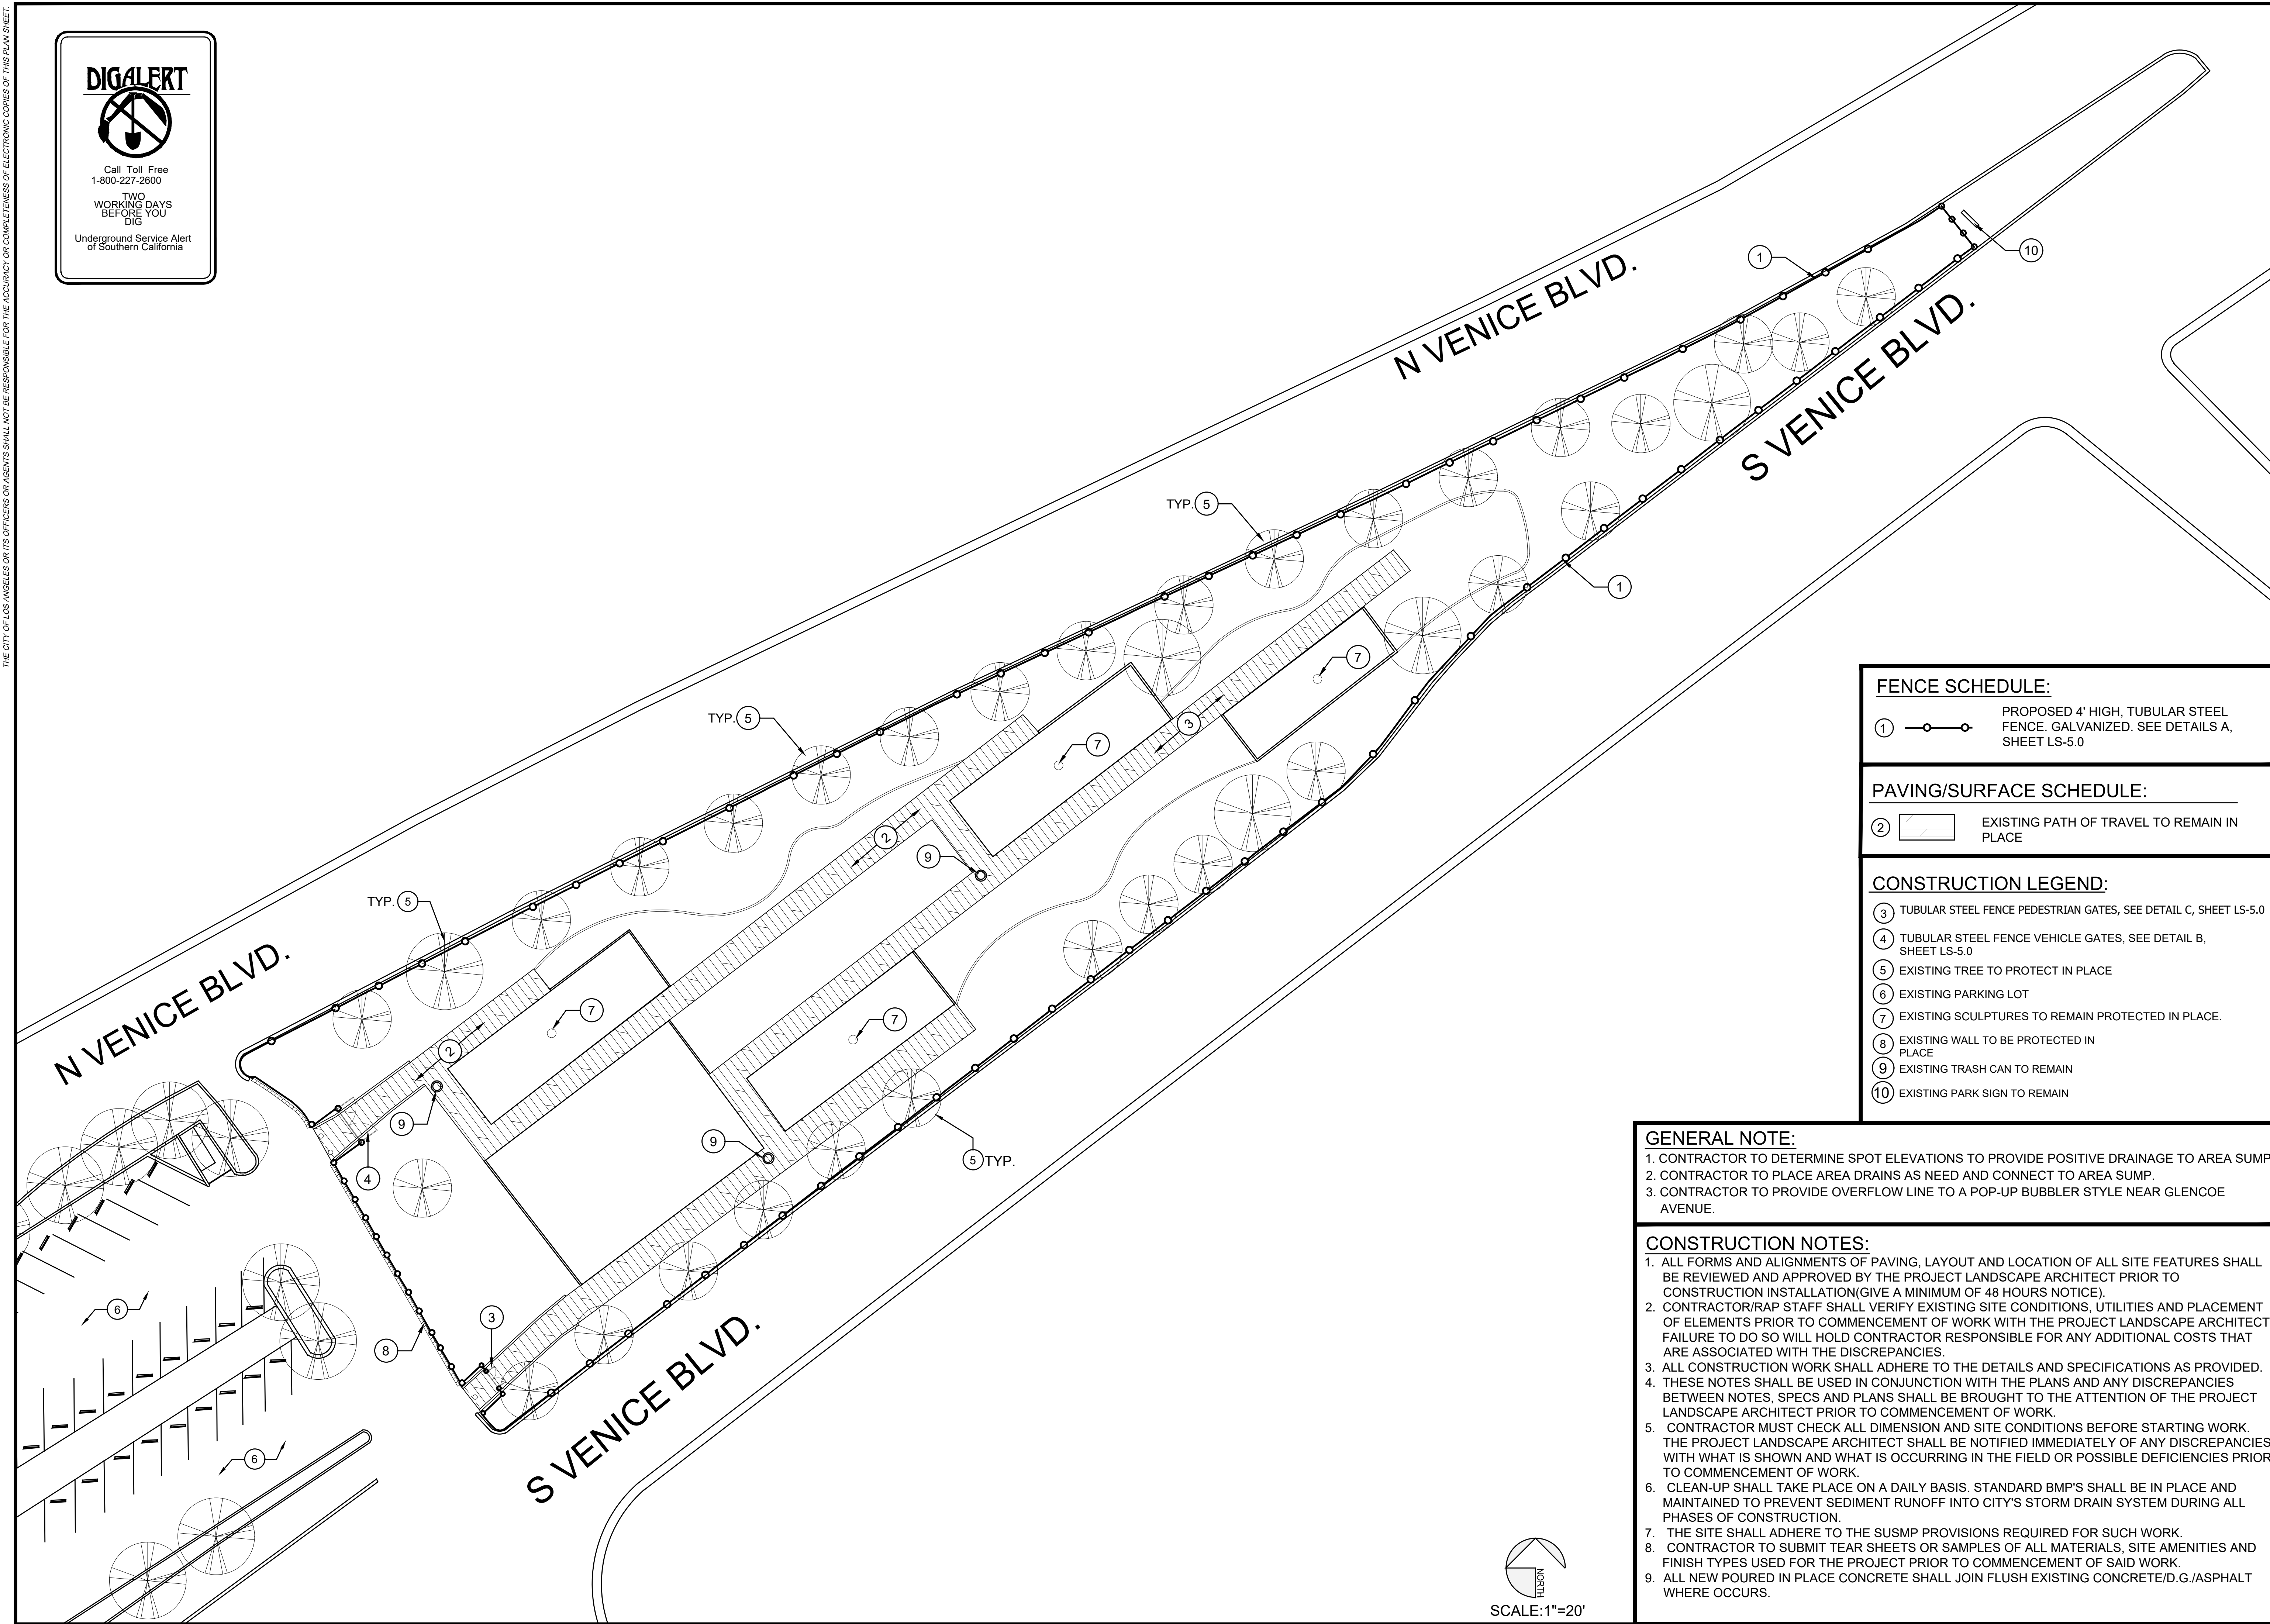 THE CITY OF LOS ANGELES OR ITS OFFICERS OR AGENTS SHALL NOT BE RESPONSIBLE FOR THE ACCURACY OR COMPLETENESS OF ELECTRONIC COPIES OF THIS PLAN SHEET.
DIGALERT
Call Toll Free
1-800-227-2600
TWO
WORKING DAYS
BEFORE YOU
DIG
Underground Service Alert
of Southern California
N VENICE BLVD.
S VENICE BLVD.
1
10
TYP. 5
1
7
TYP. 5
3
7
2
9
TYP. 5
N VENICE BLVD.
7
7
2
9
9
5 TYP.
4
6
3
8
6
S VENICE BLVD.
NORTH
SCALE:1"=20'
FENCE SCHEDULE:
1 PROPOSED 4' HIGH, TUBULAR STEEL
FENCE. GALVANIZED. SEE DETAILS A,
SHEET LS-5.0
PAVING/SURFACE SCHEDULE:
2 EXISTING PATH OF TRAVEL TO REMAIN IN
PLACE
CONSTRUCTION LEGEND:
3 TUBULAR STEEL FENCE PEDESTRIAN GATES, SEE DETAIL C, SHEET LS-5.0
4 TUBULAR STEEL FENCE VEHICLE GATES, SEE DETAIL B,
SHEET LS-5.0
5 EXISTING TREE TO PROTECT IN PLACE
6 EXISTING PARKING LOT
7 EXISTING SCULPTURES TO REMAIN PROTECTED IN PLACE.
8 EXISTING WALL TO BE PROTECTED IN
PLACE
9 EXISTING TRASH CAN TO REMAIN
10 EXISTING PARK SIGN TO REMAIN
GENERAL NOTE:
1. CONTRACTOR TO DETERMINE SPOT ELEVATIONS TO PROVIDE POSITIVE DRAINAGE TO AREA SUMP
2. CONTRACTOR TO PLACE AREA DRAINS AS NEED AND CONNECT TO AREA SUMP.
3. CONTRACTOR TO PROVIDE OVERFLOW LINE TO A POP-UP BUBBLER STYLE NEAR GLENCOE
AVENUE.
CONSTRUCTION NOTES:
1. ALL FORMS AND ALIGNMENTS OF PAVING, LAYOUT AND LOCATION OF ALL SITE FEATURES SHALL
BE REVIEWED AND APPROVED BY THE PROJECT LANDSCAPE ARCHITECT PRIOR TO
CONSTRUCTION INSTALLATION(GIVE A MINIMUM OF 48 HOURS NOTICE).
2. CONTRACTOR/RAP STAFF SHALL VERIFY EXISTING SITE CONDITIONS, UTILITIES AND PLACEMENT
OF ELEMENTS PRIOR TO COMMENCEMENT OF WORK WITH THE PROJECT LANDSCAPE ARCHITECT
FAILURE TO DO SO WILL HOLD CONTRACTOR RESPONSIBLE FOR ANY ADDITIONAL COSTS THAT
ARE ASSOCIATED WITH THE DISCREPANCIES.
3. ALL CONSTRUCTION WORK SHALL ADHERE TO THE DETAILS AND SPECIFICATIONS AS PROVIDED.
4. THESE NOTES SHALL BE USED IN CONJUNCTION WITH THE PLANS AND ANY DISCREPANCIES
BETWEEN NOTES, SPECS AND PLANS SHALL BE BROUGHT TO THE ATTENTION OF THE PROJECT
LANDSCAPE ARCHITECT PRIOR TO COMMENCEMENT OF WORK.
5. CONTRACTOR MUST CHECK ALL DIMENSION AND SITE CONDITIONS BEFORE STARTING WORK.
THE PROJECT LANDSCAPE ARCHITECT SHALL BE NOTIFIED IMMEDIATELY OF ANY DISCREPANCIES
WITH WHAT IS SHOWN AND WHAT IS OCCURRING IN THE FIELD OR POSSIBLE DEFICIENCIES PRIOR
TO COMMENCEMENT OF WORK.
6. CLEAN-UP SHALL TAKE PLACE ON A DAILY BASIS. STANDARD BMP'S SHALL BE IN PLACE AND
MAINTAINED TO PREVENT SEDIMENT RUNOFF INTO CITY'S STORM DRAIN SYSTEM DURING ALL
PHASES OF CONSTRUCTION.
7. THE SITE SHALL ADHERE TO THE SUSMP PROVISIONS REQUIRED FOR SUCH WORK.
8. CONTRACTOR TO SUBMIT TEAR SHEETS OR SAMPLES OF ALL MATERIALS, SITE AMENITIES AND
FINISH TYPES USED FOR THE PROJECT PRIOR TO COMMENCEMENT OF SAID WORK.
9. ALL NEW POURED IN PLACE CONCRETE SHALL JOIN FLUSH EXISTING CONCRETE/D.G./ASPHALT
WHERE OCCURS.